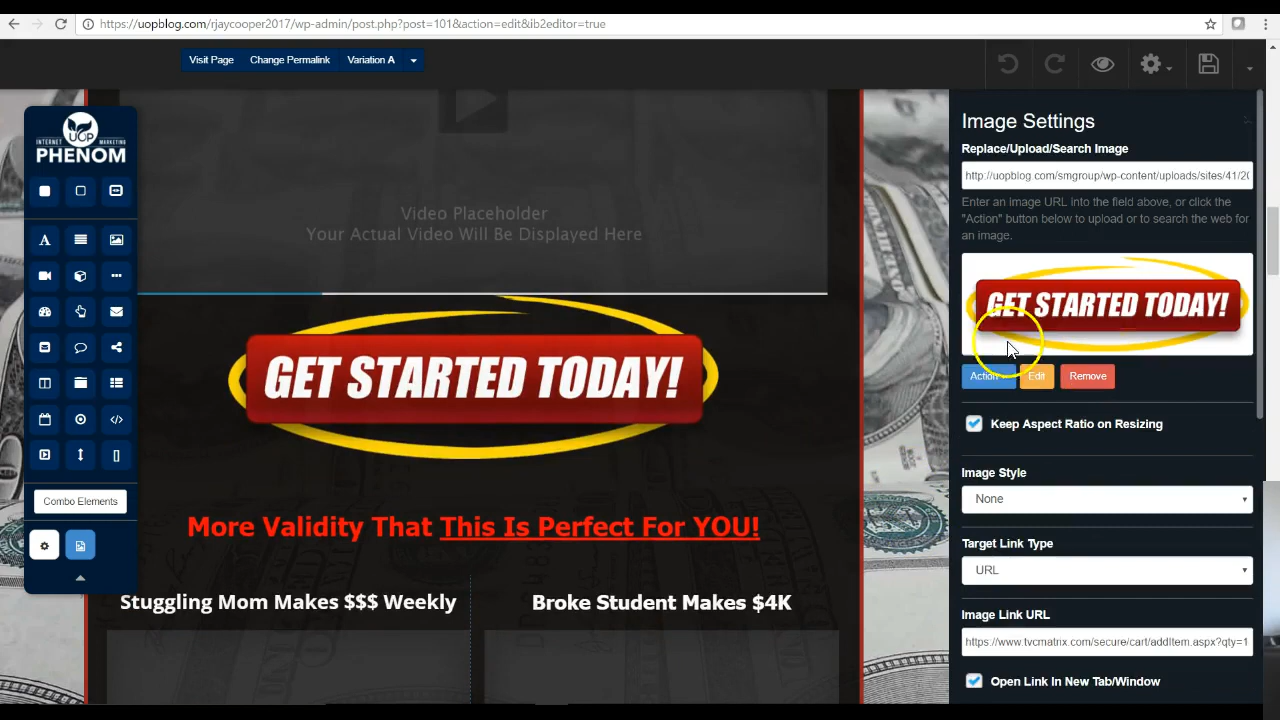 https://uopblog.com/rjaycooper2017/wp-admin/post.php?post=101&action=edit&ib2editor=true
Visit Page Change Permalink Variation A
UOP
INTERNET MARKETING
PHENOM
A
Combo Elements
Video Placeholder
Your Actual Video Will Be Displayed Here
GET STARTED TODAY!
More Validity That This Is Perfect For YOU!
Stuggling Mom Makes $$$ Weekly
Broke Student Makes $4K
Image Settings
Replace/Upload/Search Image
http://uopblog.com/smgroup/wp-content/uploads/sites/41/20
Enter an image URL into the field above, or click the
"Action" button below to upload or to search the web for
an image.
GET STARTED TODAY!
Action Edit Remove
Keep Aspect Ratio on Resizing
Image Style
None
Target Link Type
URL
Image Link URL
https://www.tvcmatrix.com/secure/cart/addItem.aspx?qty=1
Open Link In New Tab/Window